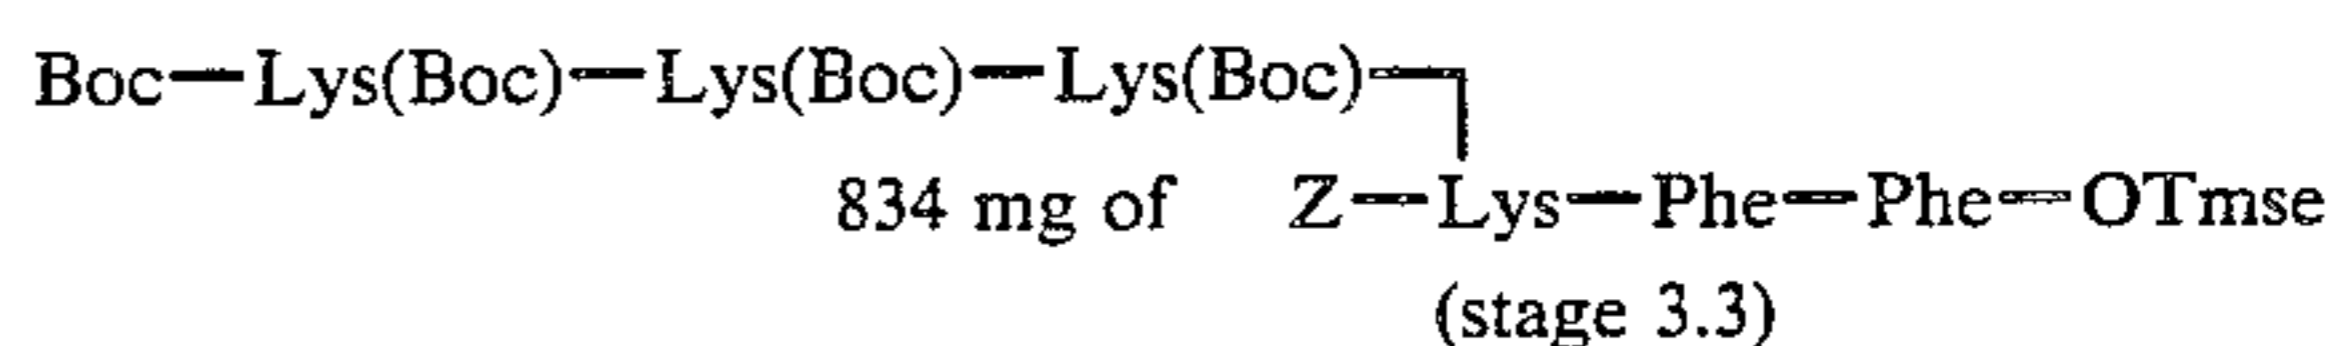 Boc—Lys(Boc)—Lys(Boc)—Lys(Boc)—
834 mg of Z—Lys—Phe—Phe—OTmse
(stage 3.3)